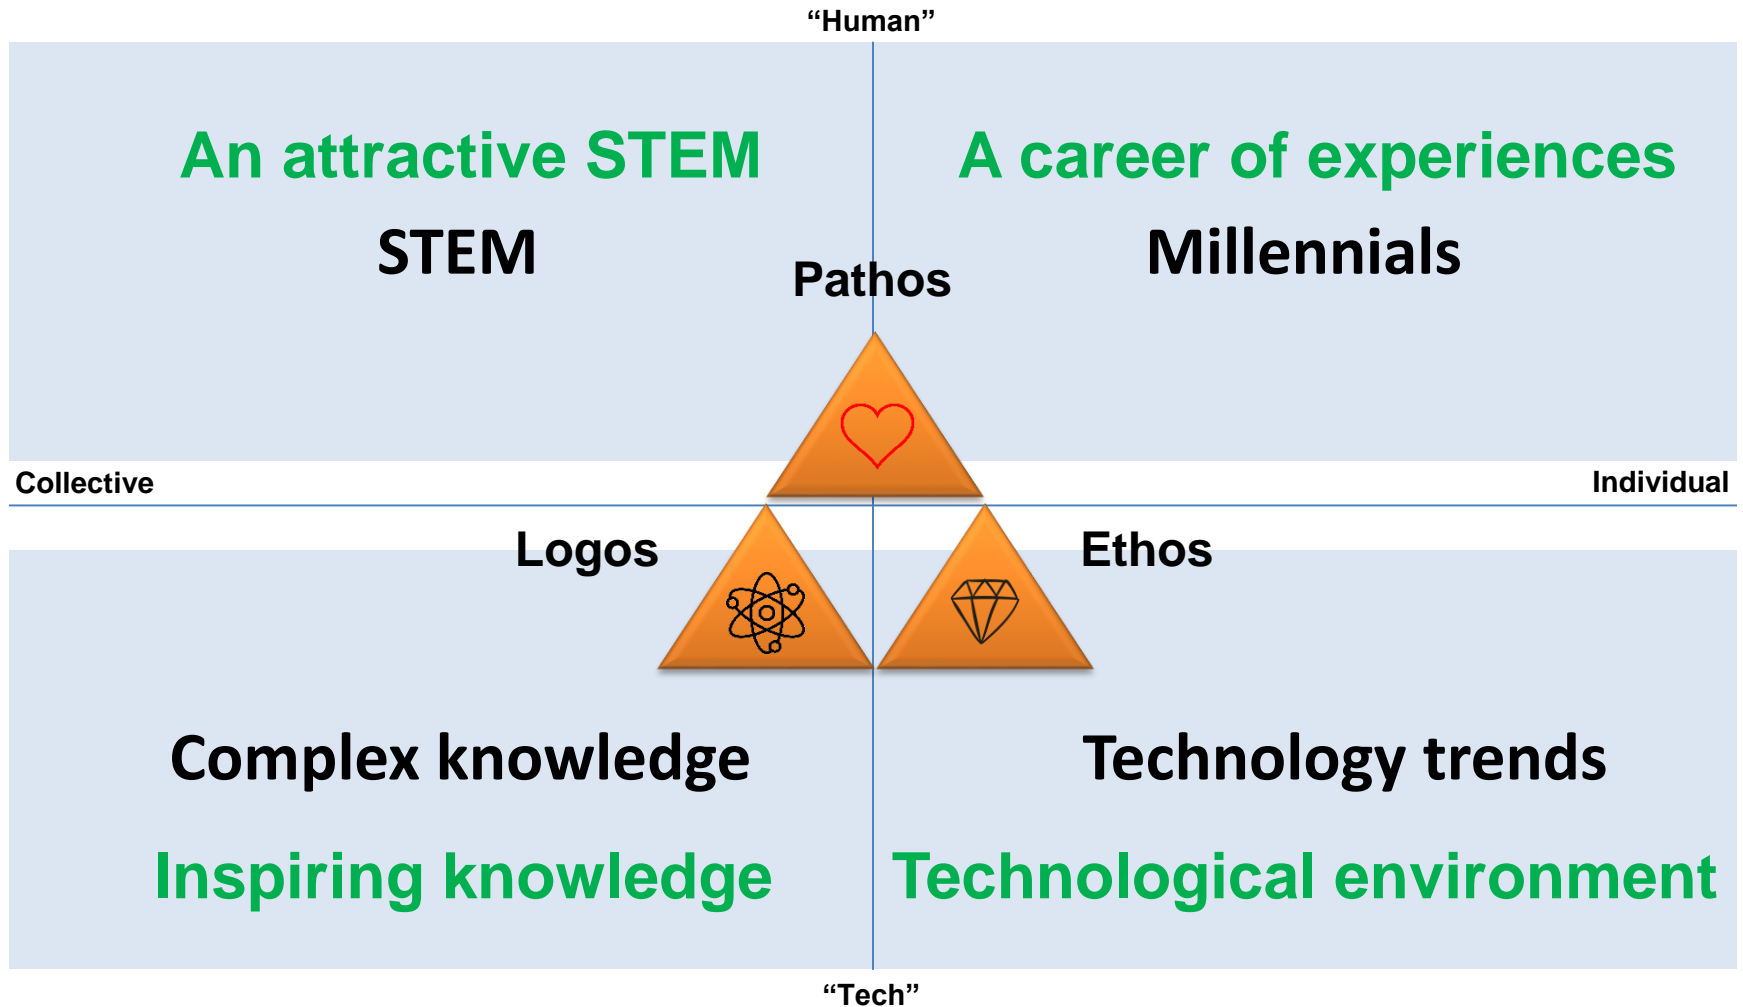 “Human”
An attractive STEM
A career of experiences
STEM
Millennials
Pathos
Collective
Individual
Logos
Ethos
Complex knowledge
Technology trends
Inspiring knowledge
Technological environment
“Tech”